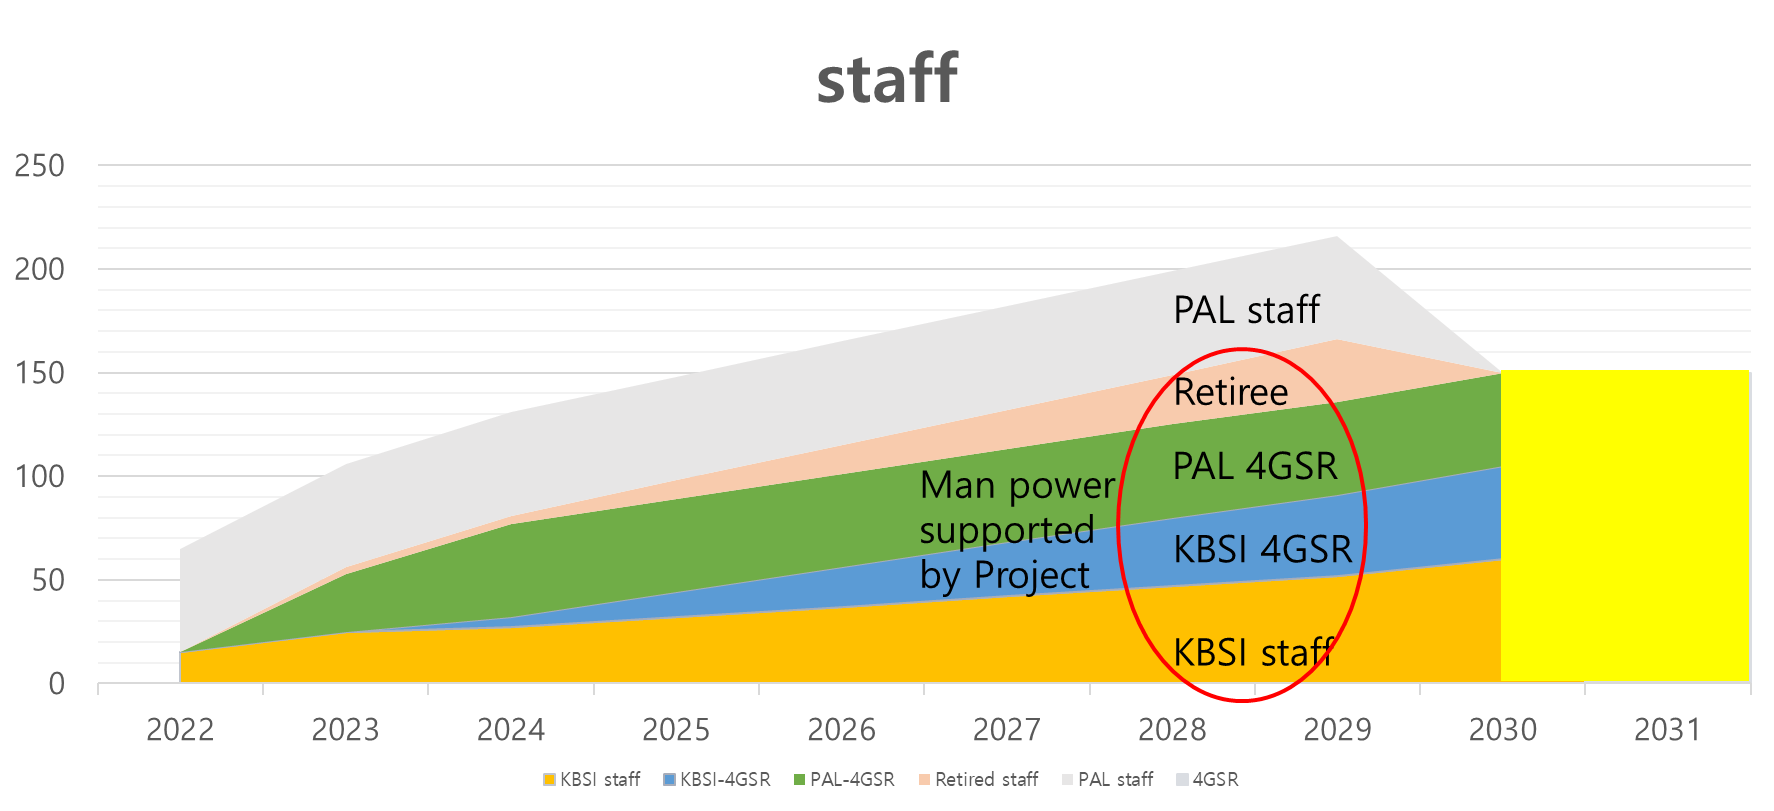 staff
250
200
150
100
50
0
PAL staff
Retiree
PAL 4GSR
Man power
supported
by Project
KBSI 4GSR
KBSI staff
2022 2023 2024 2025 2026 2027 2028 2029 2030 2031
KBSI staff KBSI-4GSR PAL-4GSR Retired staff PAL staff 4GSR